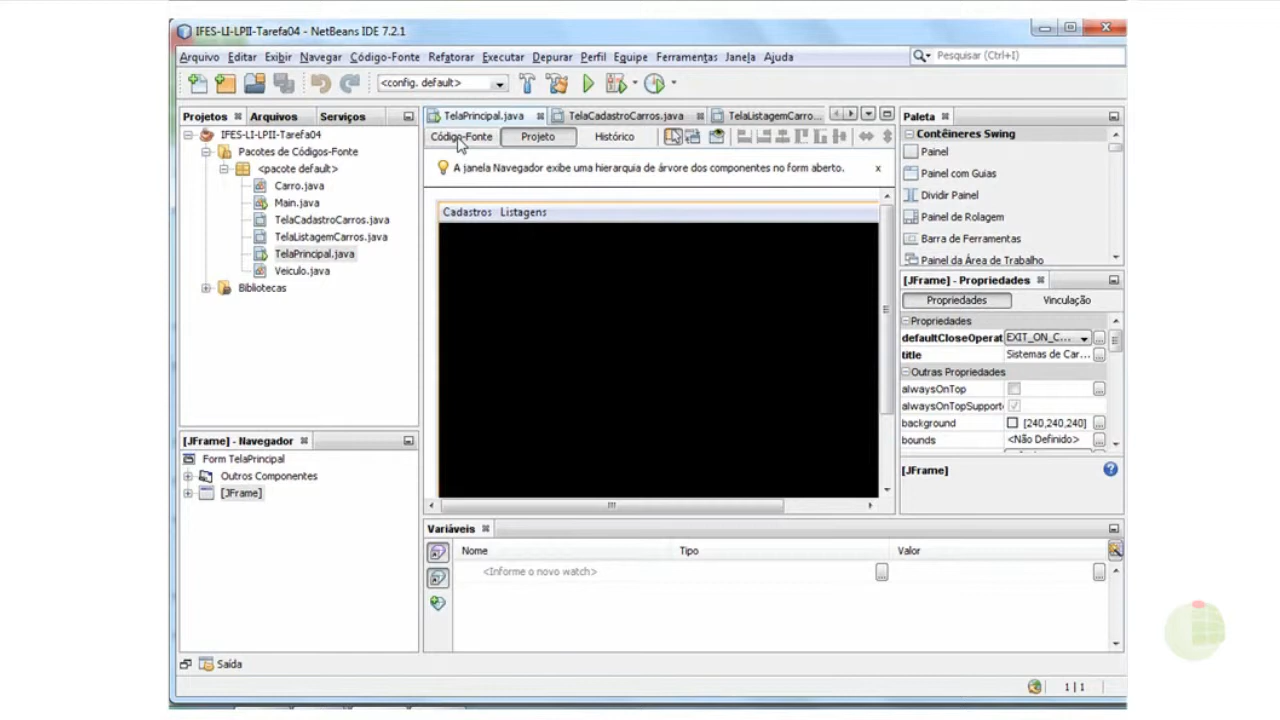 IFES-LI-LPII-Tarefa04 - NetBeans IDE 7.2.1
Arquivo Editar Exibir Navegar Código-Fonte Refatorar Executar Depurar Perfil Equipe Ferramentas Janela Ajuda
Pesquisar (Ctrl+I)
<config. default>
Projetos Arquivos Serviços
IFES-LI-LPII-Tarefa04
Pacotes de Códigos-Fonte
<pacote default>
Carro.java
Main.java
TelaCadastroCarros.java
TelaListagemCarros.java
TelaPrincipal.java
Veiculo.java
Bibliotecas
[JFrame] - Navegador
Form TelaPrincipal
Outros Componentes
[JFrame]
TelaPrincipal.java TelaCadastroCarros.java TelaListagemCarro...
Código-Fonte Projeto Histórico
A janela Navegador exibe uma hierarquia de árvore dos componentes no form aberto. x
Cadastros Listagens
Variáveis
Nome Tipo Valor
<Informe o novo watch>
Paleta
Contêineres Swing
Painel
Painel com Guias
Dividir Painel
Painel de Rolagem
Barra de Ferramentas
Painel da Área de Trabalho
[JFrame] - Propriedades
Propriedades Vinculação
Propriedades
defaultCloseOperat EXIT_ON_C...
title Sistemas de Car...
Outras Propriedades
alwaysOnTop
alwaysOnTopSupport
background [240,240,240]
bounds <Não Definido>
[JFrame]
Saída
1|1